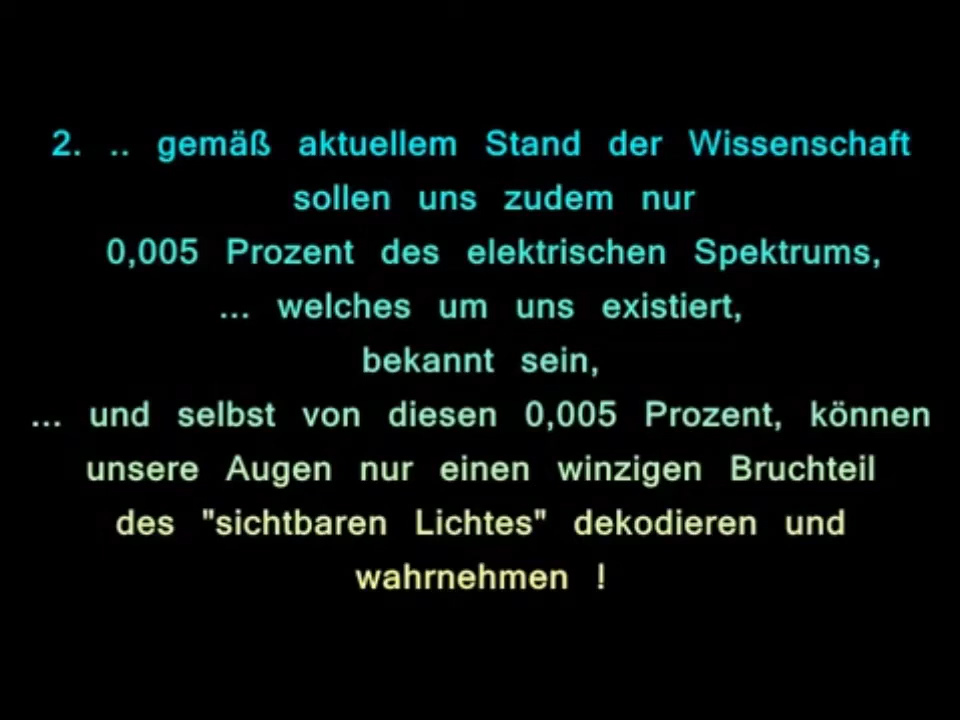 2. .. gemäß aktuellem Stand der Wissenschaft
sollen uns zudem nur
0,005 Prozent des elektrischen Spektrums,
... welches um uns existiert,
bekannt sein,
... und selbst von diesen 0,005 Prozent, können
unsere Augen nur einen winzigen Bruchteil
des "sichtbaren Lichtes" dekodieren und
wahrnehmen !